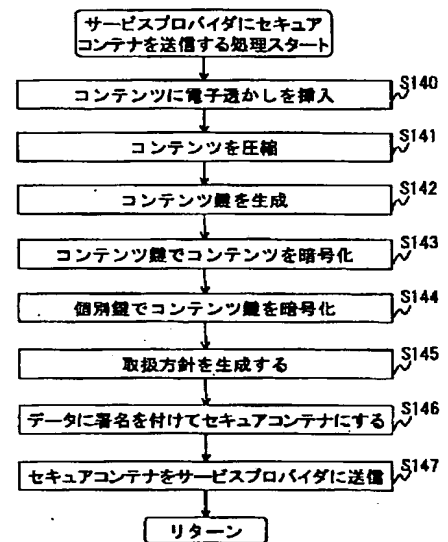 サービスプロバイダにセキュア
コンテナを送信する処理スタート
S140
コンテンツに電子透かしを挿入
S141
コンテンツを圧縮
S142
コンテンツ鍵を生成
S143
コンテンツ鍵でコンテンツを暗号化
S144
個別鍵でコンテンツ鍵を暗号化
S145
取扱方針を生成する
S146
データに署名を付けてセキュアコンテナにする
S147
セキュアコンテナをサービスプロバイダに送信
リターン